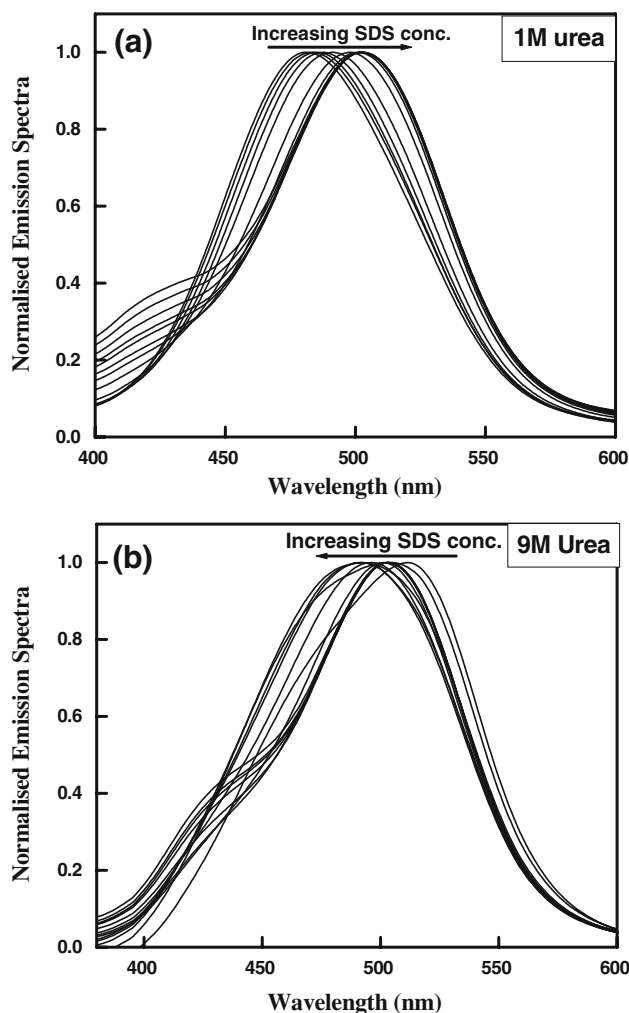 (a)
Increasing SDS conc.
1M urea
Normalised Emission Spectra
1.0
0.8
0.6
0.4
0.2
0.0
400 450 500 550 600
Wavelength (nm)
(b)
Increasing SDS conc.
9M Urea
Normalised Emission Spectra
1.0
0.8
0.6
0.4
0.2
0.0
400 450 500 550 600
Wavelength (nm)